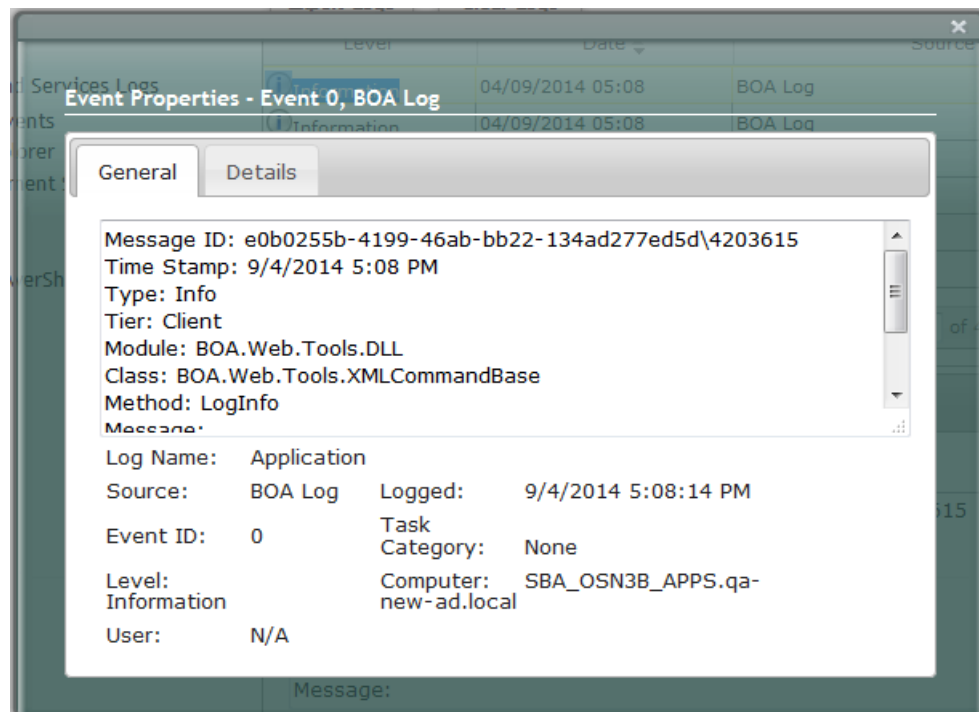 Level Date Source
d Services Logs Information 04/09/2014 05:08 BOA Log
Event Properties - Event 0, BOA Log
ents Information 04/09/2014 05:08 BOA Log
orer
General Details
Message ID: e0b0255b-4199-46ab-bb22-134ad277ed5d\4203615
Time Stamp: 9/4/2014 5:08 PM
Type: Info
Tier: Client
Module: BOA.Web.Tools.DLL
Class: BOA.Web.Tools.XMLCommandBase
Method: LogInfo
Message:
Log Name: Application
Source: BOA Log Logged: 9/4/2014 5:08:14 PM
Event ID: 0 Task Category: None
Level: Information Computer: SBA_OSN3B_APPS.qa-new-ad.local
User: N/A
Message: